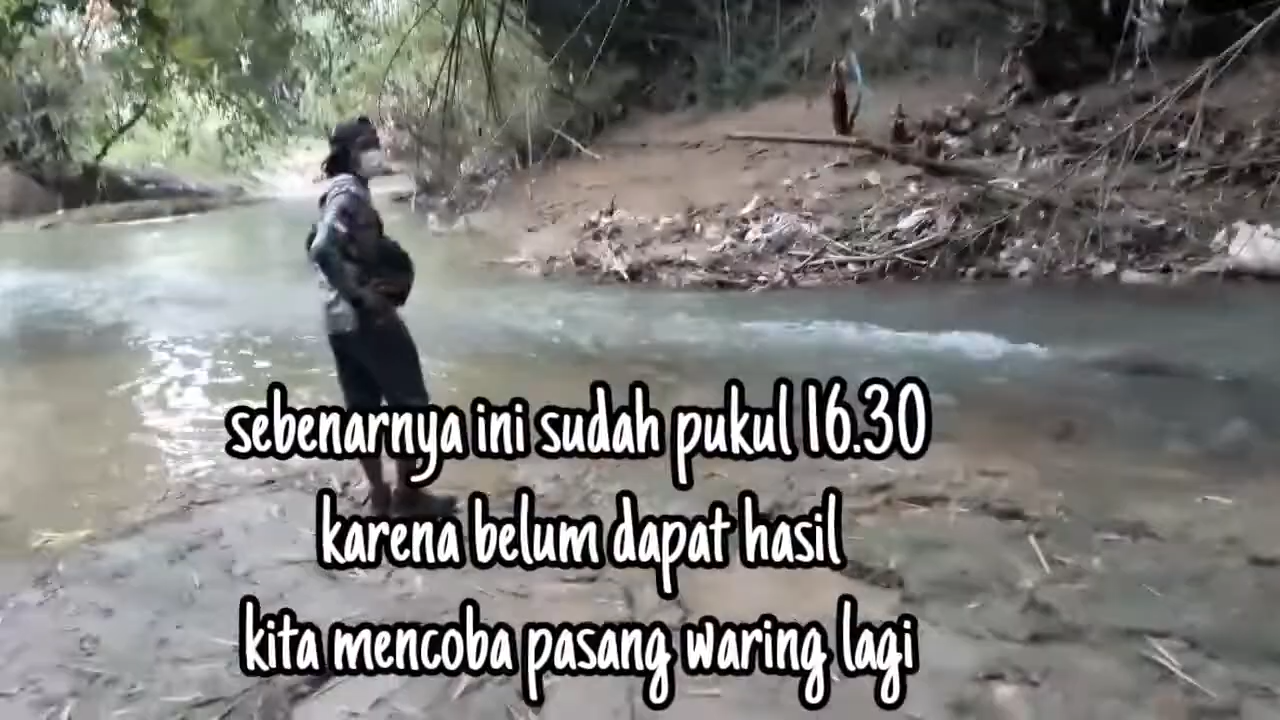 sebenarnya ini sudah pukul 16.30
karena belum dapat hasil
kita mencoba pasang waring lagi